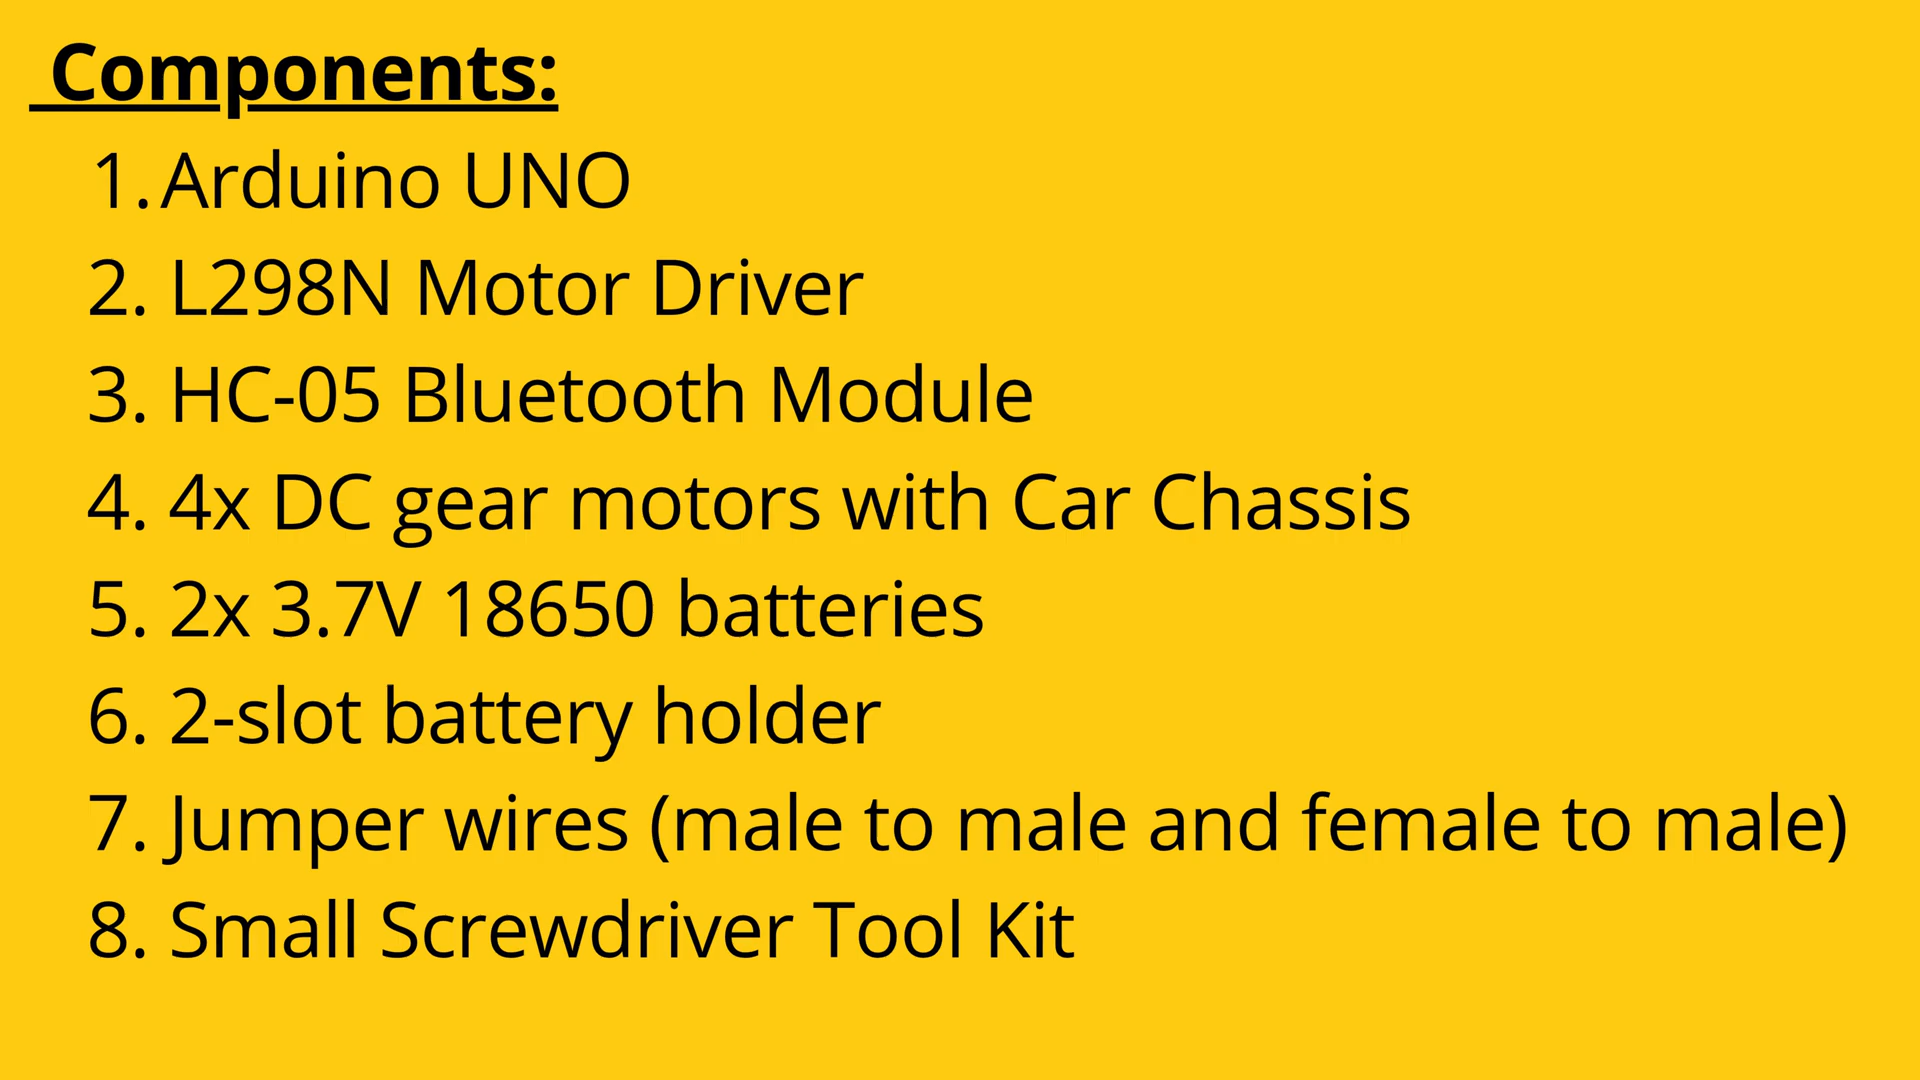 Components:
1. Arduino UNO
2. L298N Motor Driver
3. HC-05 Bluetooth Module
4. 4x DC gear motors with Car Chassis
5. 2x 3.7V 18650 batteries
6. 2-slot battery holder
7. Jumper wires (male to male and female to male)
8. Small Screwdriver Tool Kit